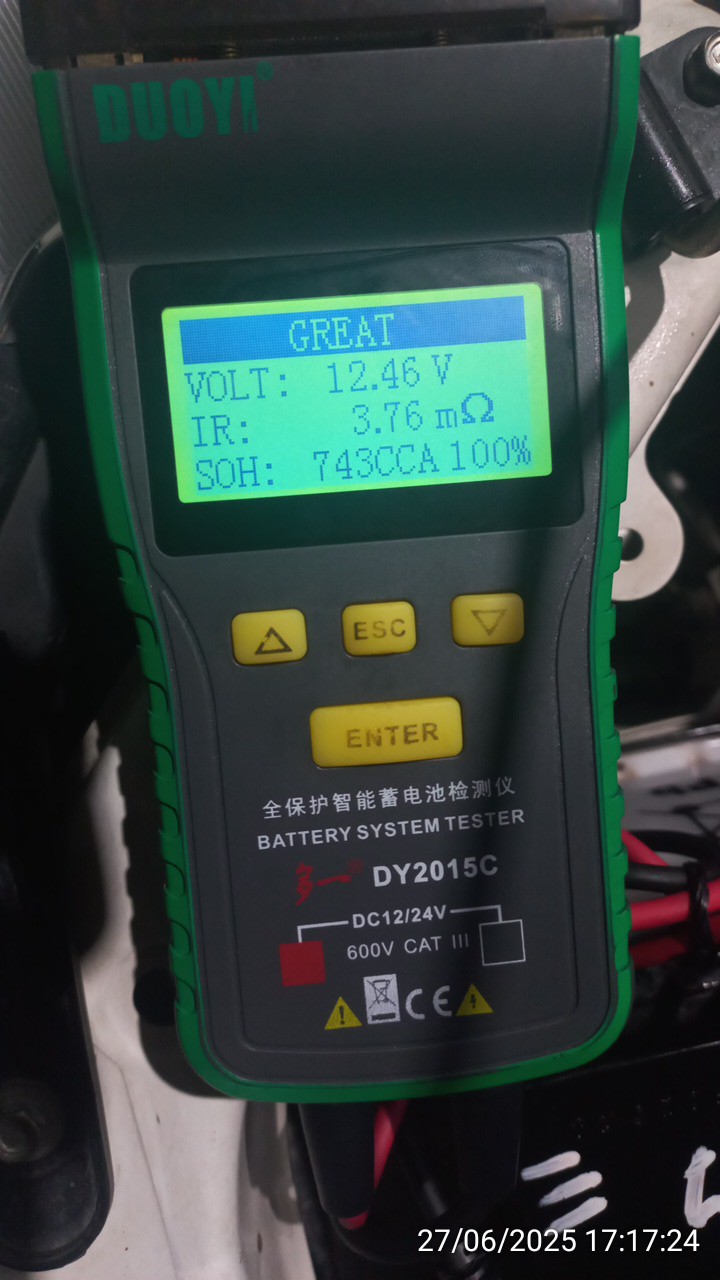 DUOYI®
GREAT
VOLT: 12.46 V
IR: 3.76 mΩ
SOH: 743CCA 100%
ESC
ENTER
全保护智能蓄电池检测仪
BATTERY SYSTEM TESTER
多一® DY2015C
DC12/24V
600V CAT III
CE
27/06/2025 17:17:24